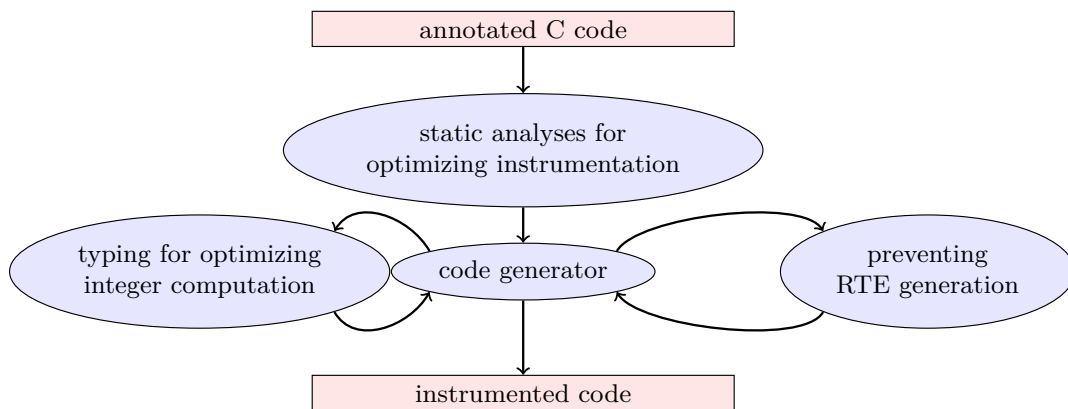 annotated C code
static analyses for
optimizing instrumentation
typing for optimizing
integer computation
code generator
preventing
RTE generation
instrumented code